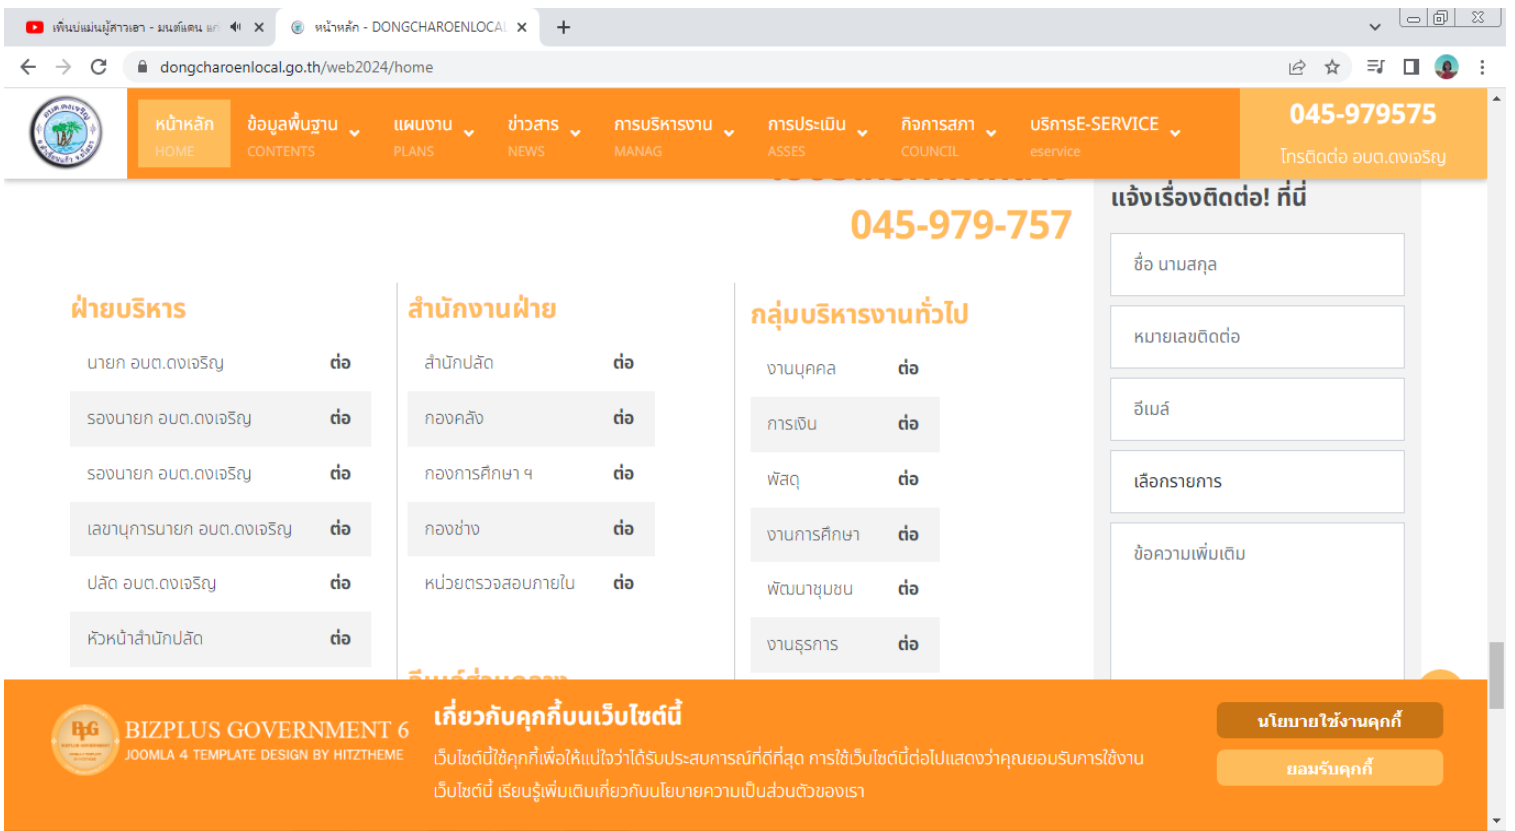 เพิ่นบ่แม่นผู้สาวเฮา - มนต์แคน แก่
หน้าหลัก - DONGCHAROENLOCAL
dongcharoenlocal.go.th/web2024/home
หน้าหลัก
HOME
ข้อมูลพื้นฐาน
CONTENTS
แผนงาน
PLANS
ข่าวสาร
NEWS
การบริหารงาน
MANAG
การประเมิน
ASSES
กิจการสภา
COUNCIL
บริการE-SERVICE
eservice
045-979575
โทรติดต่อ อบต.ดงเจริญ
045-979-757
ฝ่ายบริหาร
นายก อบต.ดงเจริญ ต่อ
รองนายก อบต.ดงเจริญ ต่อ
รองนายก อบต.ดงเจริญ ต่อ
เลขานุการนายก อบต.ดงเจริญ ต่อ
ปลัด อบต.ดงเจริญ ต่อ
หัวหน้าสำนักปลัด ต่อ
สำนักงานฝ่าย
สำนักปลัด ต่อ
กองคลัง ต่อ
กองการศึกษา ฯ ต่อ
กองช่าง ต่อ
หน่วยตรวจสอบภายใน ต่อ
กลุ่มบริหารงานทั่วไป
งานบุคคล ต่อ
การเงิน ต่อ
พัสดุ ต่อ
งานการศึกษา ต่อ
พัฒนาชุมชน ต่อ
งานธุรการ ต่อ
แจ้งเรื่องติดต่อ! ที่นี่
ชื่อ นามสกุล
หมายเลขติดต่อ
อีเมล์
เลือกรายการ
ข้อความเพิ่มเติม
BIZPLUS GOVERNMENT 6
JOOMLA 4 TEMPLATE DESIGN BY HITZTHEME
เกี่ยวกับคุกกี้บนเว็บไซต์นี้
เว็บไซต์นี้ใช้คุกกี้เพื่อให้แน่ใจว่าได้รับประสบการณ์ที่ดีที่สุด การใช้เว็บไซต์นี้ต่อไปแสดงว่าคุณยอมรับการใช้งาน
เว็บไซต์นี้ เรียนรู้เพิ่มเติมเกี่ยวกับนโยบายความเป็นส่วนตัวของเรา
นโยบายใช้งานคุกกี้
ยอมรับคุกกี้